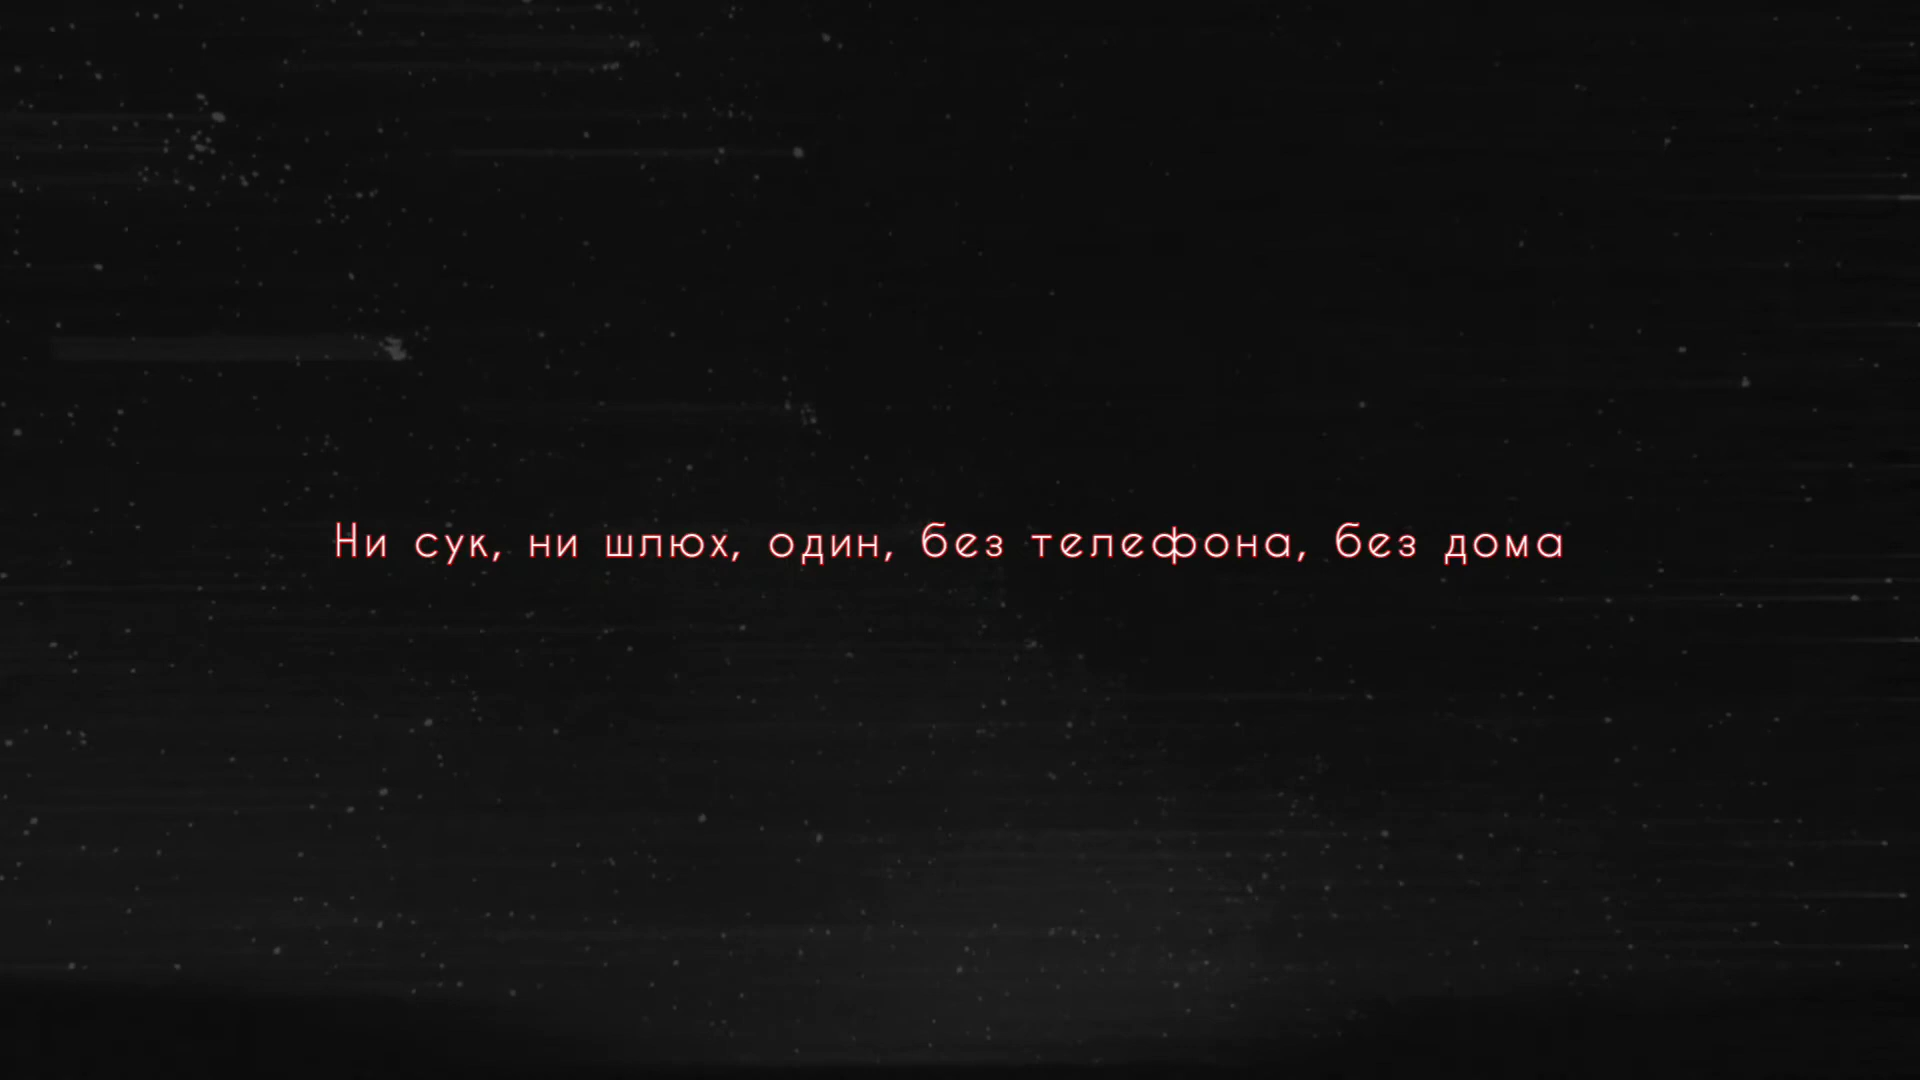 Ни сук, ни шлюх, один, без телефона, без дома